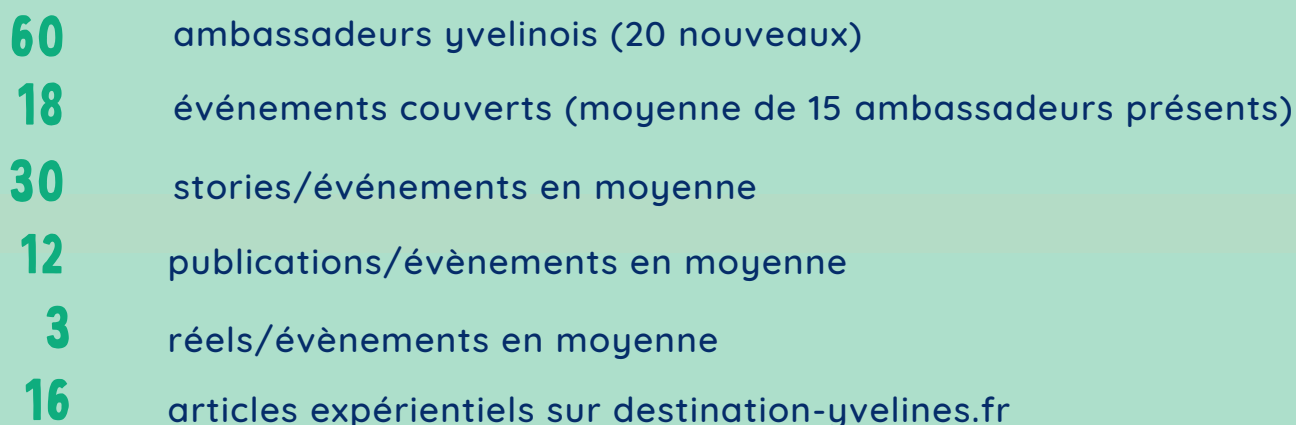 60 ambassadeurs yvelinois (20 nouveaux)
18 événements couverts (moyenne de 15 ambassadeurs présents)
30 stories/événements en moyenne
12 publications/évènements en moyenne
3 réels/évènements en moyenne
16 articles expérientiels sur destination-yvelines.fr